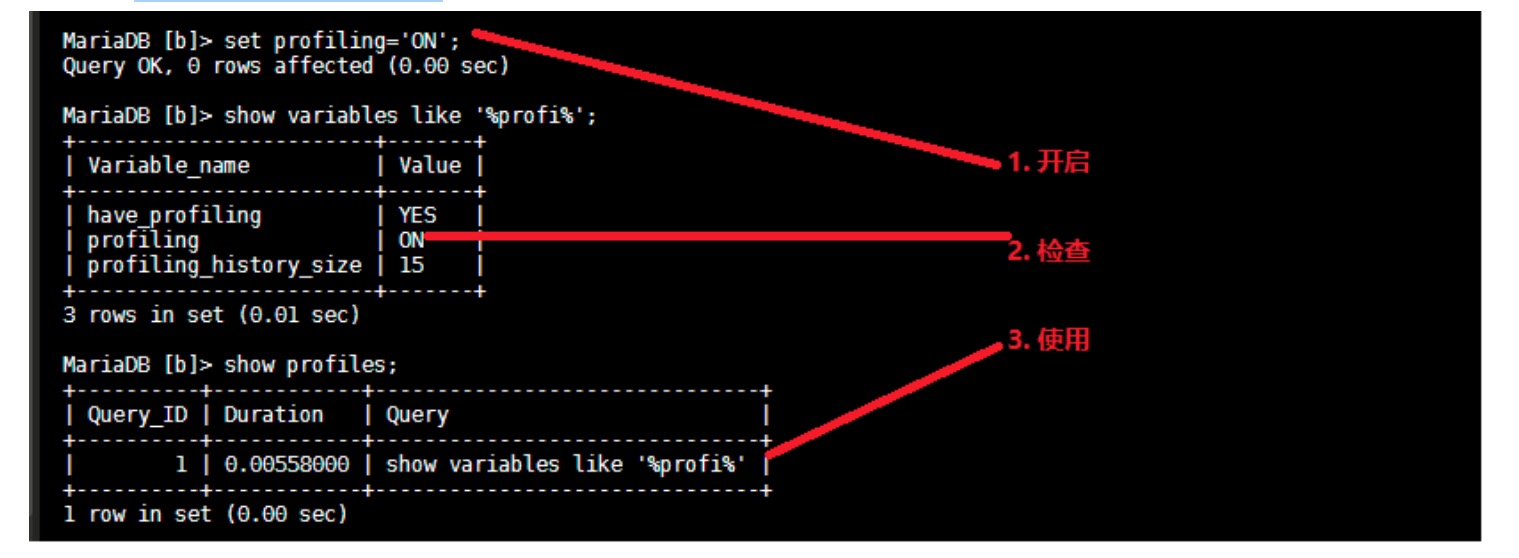 MariaDB [b]> set profiling='ON';
Query OK, 0 rows affected (0.00 sec)
MariaDB [b]> show variables like '%profi%';
+------------------------+-------+
| Variable_name          | Value |
+------------------------+-------+
| have_profiling         | YES   |
| profiling              | ON    |
| profiling_history_size | 15    |
+------------------------+-------+
3 rows in set (0.01 sec)
MariaDB [b]> show profiles;
+----------+------------+-------------------------------+
| Query_ID | Duration   | Query                         |
+----------+------------+-------------------------------+
|        1 | 0.00558000 | show variables like '%profi%' |
+----------+------------+-------------------------------+
1 row in set (0.00 sec)
1. 开启
2. 检查
3. 使用